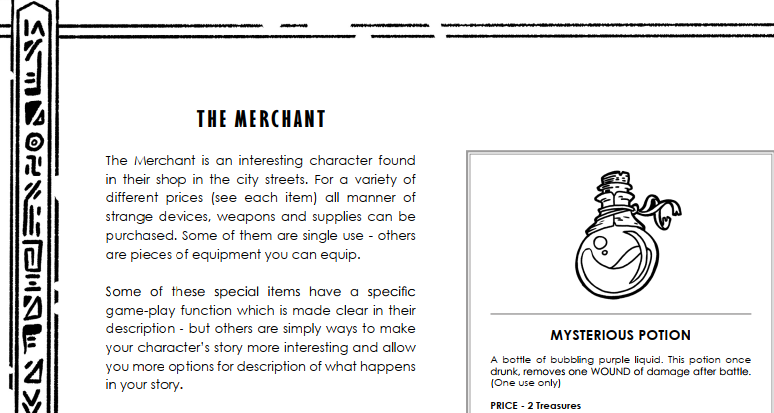 THE MERCHANT
The Merchant is an interesting character found
in their shop in the city streets. For a variety of
different prices (see each item) all manner of
strange devices, weapons and supplies can be
purchased. Some of them are single use - others
are pieces of equipment you can equip.
Some of these special items have a specific
game-play function which is made clear in their
description - but others are simply ways to make
your character's story more interesting and allow
you more options for description of what happens
in your story.
MYSTERIOUS POTION
A bottle of bubbling purple liquid. This potion once
drunk, removes one WOUND of damage after battle.
(One use only)
PRICE - 2 Treasures